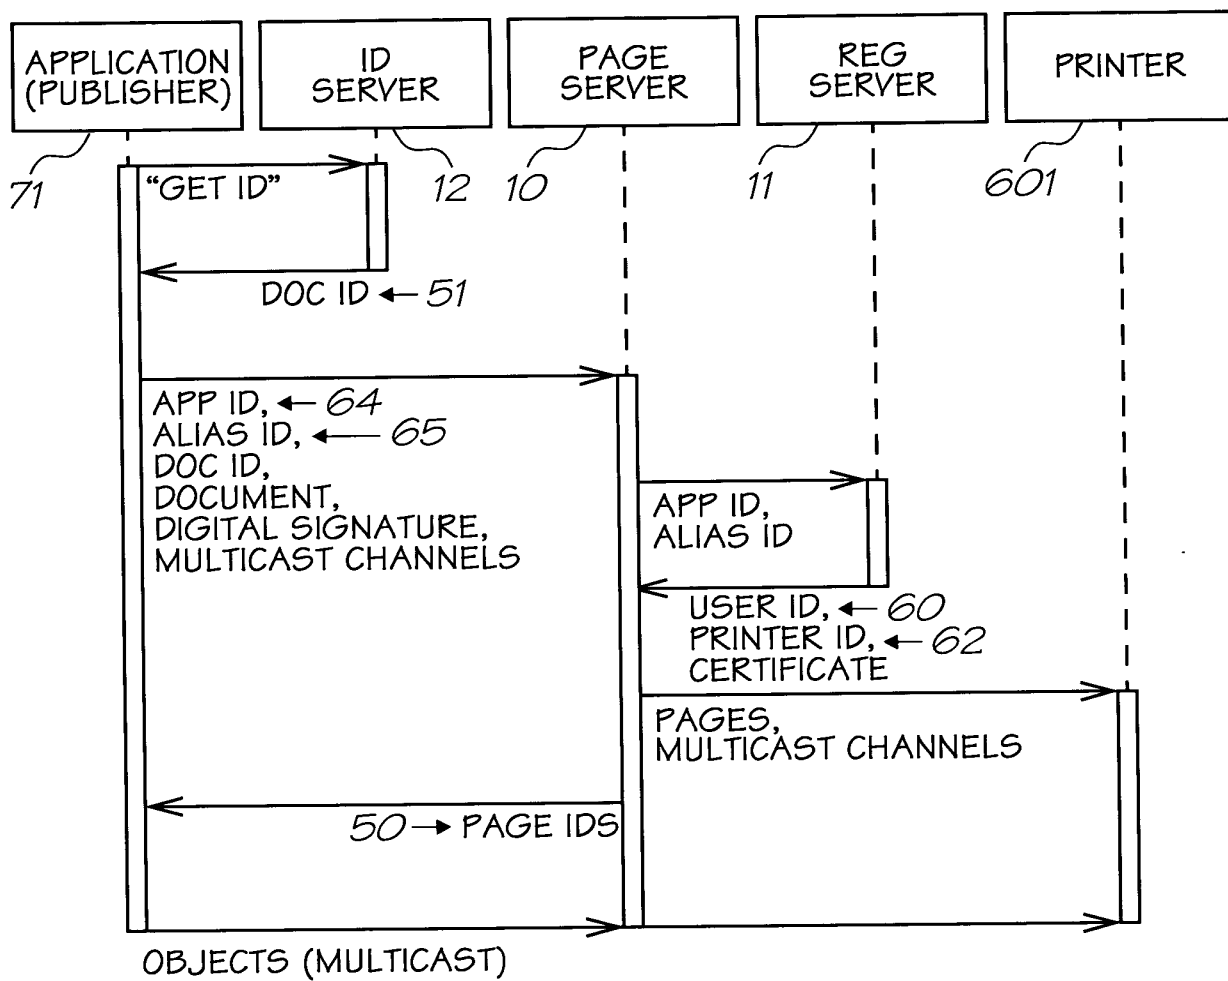 APPLICATION
(PUBLISHER)
ID
SERVER
PAGE
SERVER
REG
SERVER
PRINTER
71
12
10
11
601
“GET ID”
DOC ID 51
APP ID, 64
ALIAS ID, 65
DOC ID,
DOCUMENT,
DIGITAL SIGNATURE,
MULTICAST CHANNELS
APP ID,
ALIAS ID
USER ID, 60
PRINTER ID, 62
CERTIFICATE
PAGES,
MULTICAST CHANNELS
50 PAGE IDS
OBJECTS (MULTICAST)